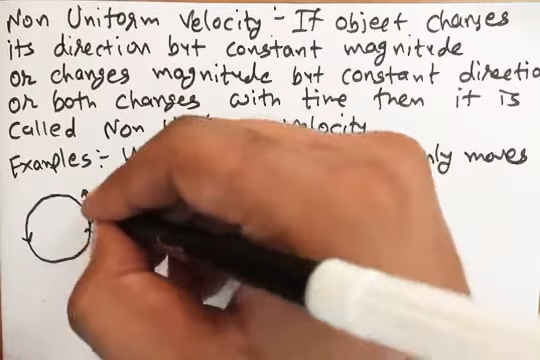 Non Uniform Velocity :- If object changes
its direction but constant magnitude
or changes magnitude but constant directio
or both changes with time then it is
called Non
Examples :- moves